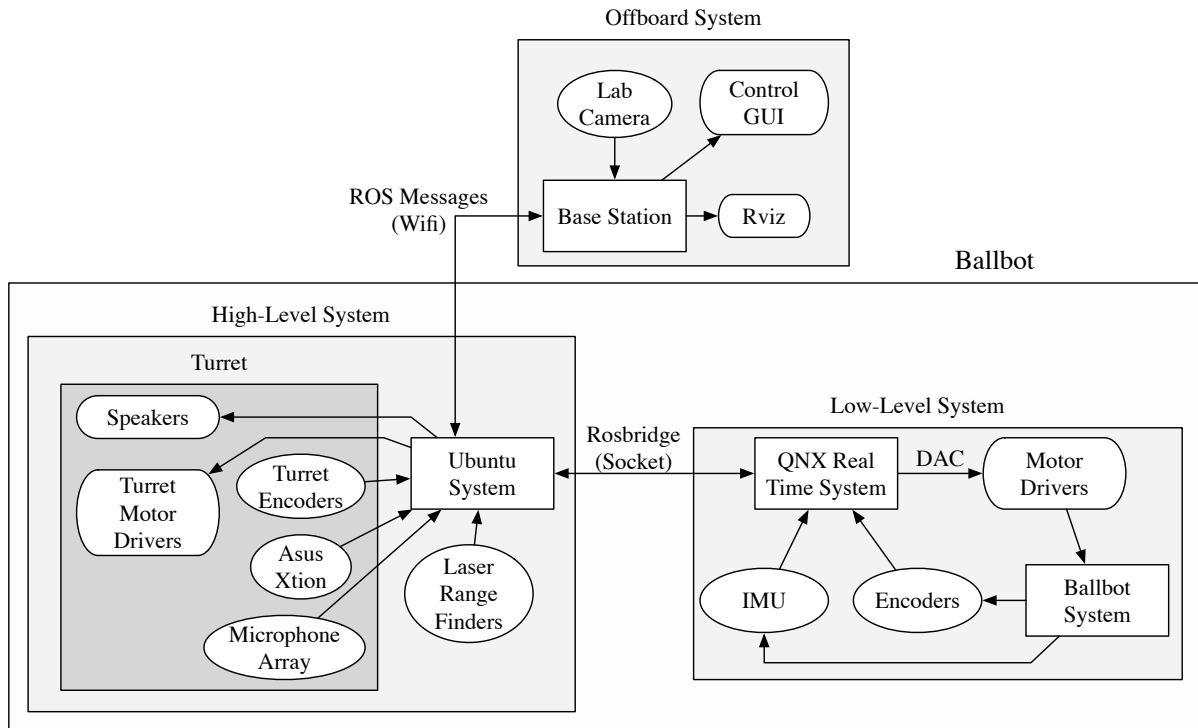 Offboard System
Lab
Camera
Control
GUI
ROS Messages
(Wifi)
Base Station
Rviz
Ballbot
High-Level System
Turret
Speakers
Turret
Motor
Drivers
Turret
Encoders
Asus
Xtion
Microphone
Array
Ubuntu
System
Laser
Range
Finders
Rosbridge
(Socket)
Low-Level System
QNX Real
Time System
DAC
Motor
Drivers
IMU
Encoders
Ballbot
System